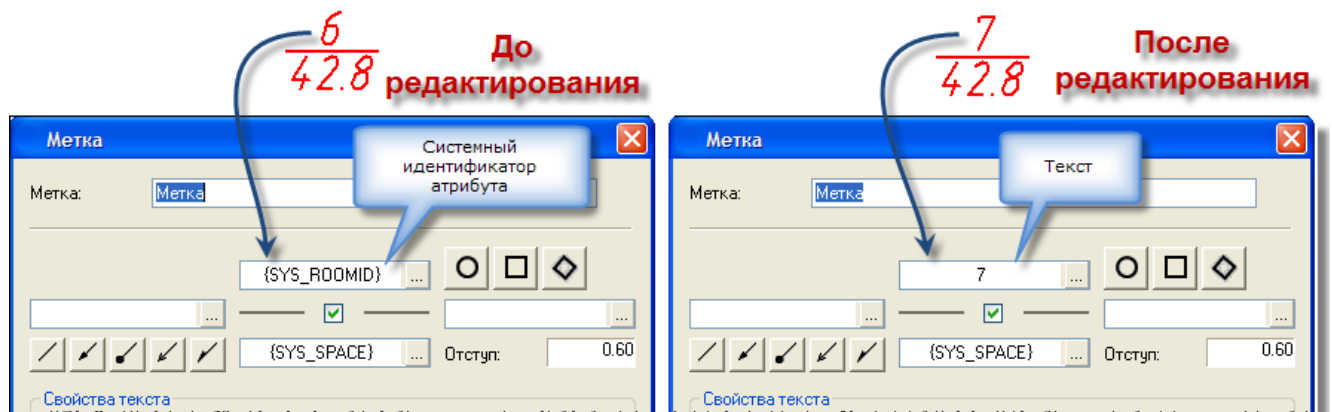 6
42.8
До
редактирования
7
42.8
После
редактирования
Метка
Системный
идентификатор
атрибута
Метка:
Метка
{SYS_ROOMID}
...
...
...
{SYS_SPACE}
...
Отступ:
0.60
Свойства текста
Метка
Текст
Метка:
Метка
7
...
...
...
{SYS_SPACE}
...
Отступ:
0.60
Свойства текста